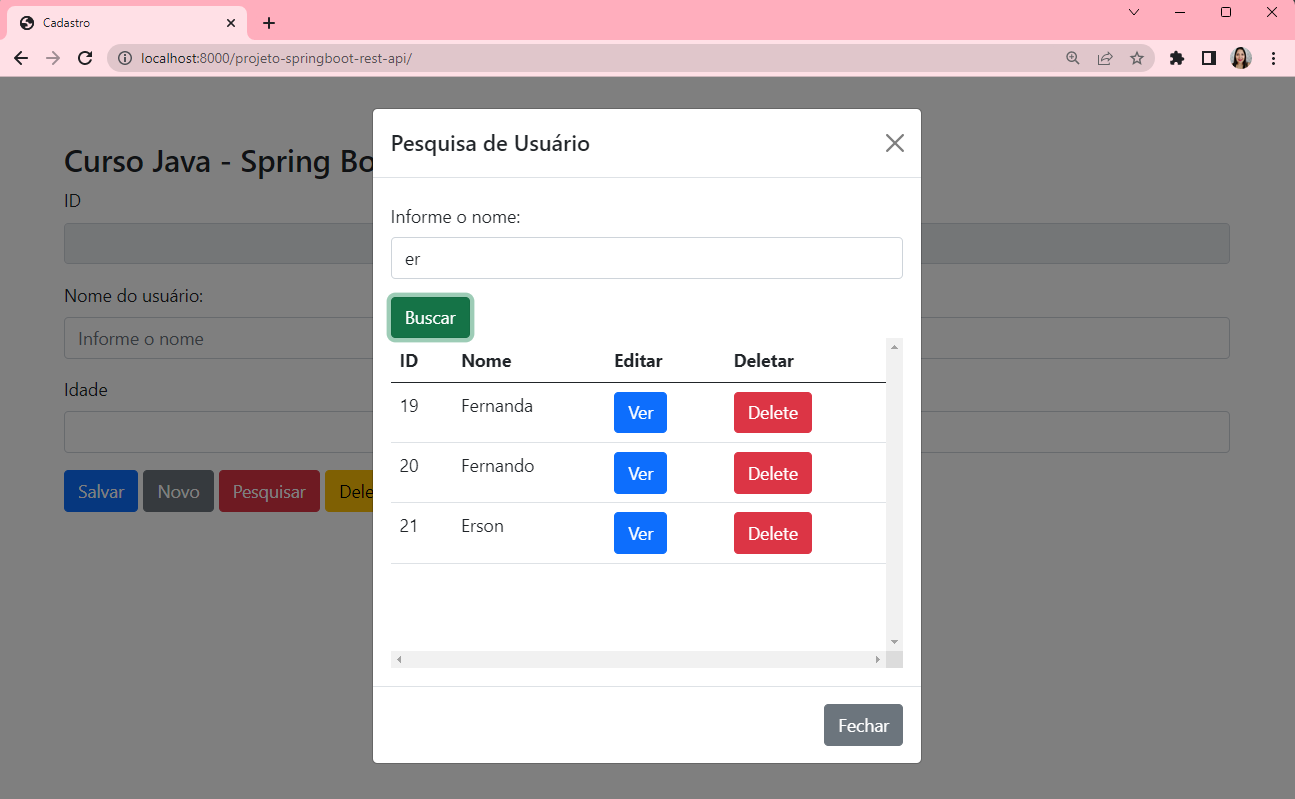 Cadastro
localhost:8000/projeto-springboot-rest-api/
Pesquisa de Usuário
Curso Java - Spring Bo
ID
Informe o nome:
er
Nome do usuário:
Informe o nome
Buscar
ID Nome Editar Deletar
Idade
19 Fernanda Ver Delete
20 Fernando Ver Delete
Salvar Novo Pesquisar Dele
21 Erson Ver Delete
Fechar